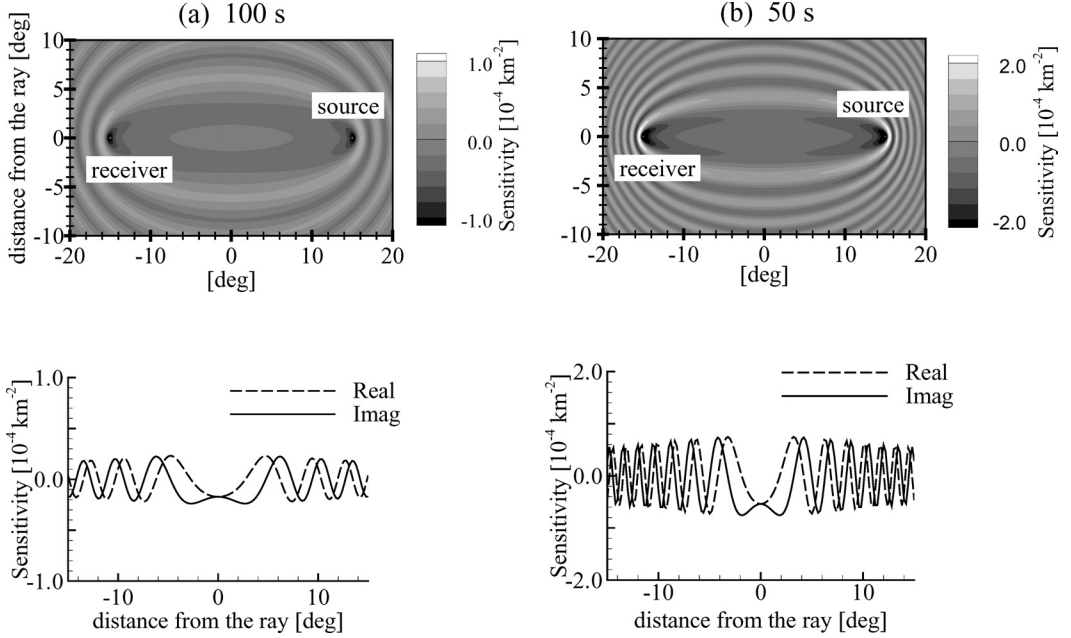 (a) 100 s
distance from the ray [deg]
10
5
0
-5
-10
-20
-10
0
10
20
[deg]
source
receiver
1.0
0.0
-1.0
Sensitivity [10⁻⁴ km⁻²]
(b) 50 s
10
5
0
-5
-10
-20
-10
0
10
20
[deg]
source
receiver
2.0
0.0
-2.0
Sensitivity [10⁻⁴ km⁻²]
Sensitivity [10⁻⁴ km⁻²]
1.0
0.0
-1.0
-10
0
10
distance from the ray [deg]
Real
Imag
Sensitivity [10⁻⁴ km⁻²]
2.0
0.0
-2.0
-10
0
10
distance from the ray [deg]
Real
Imag